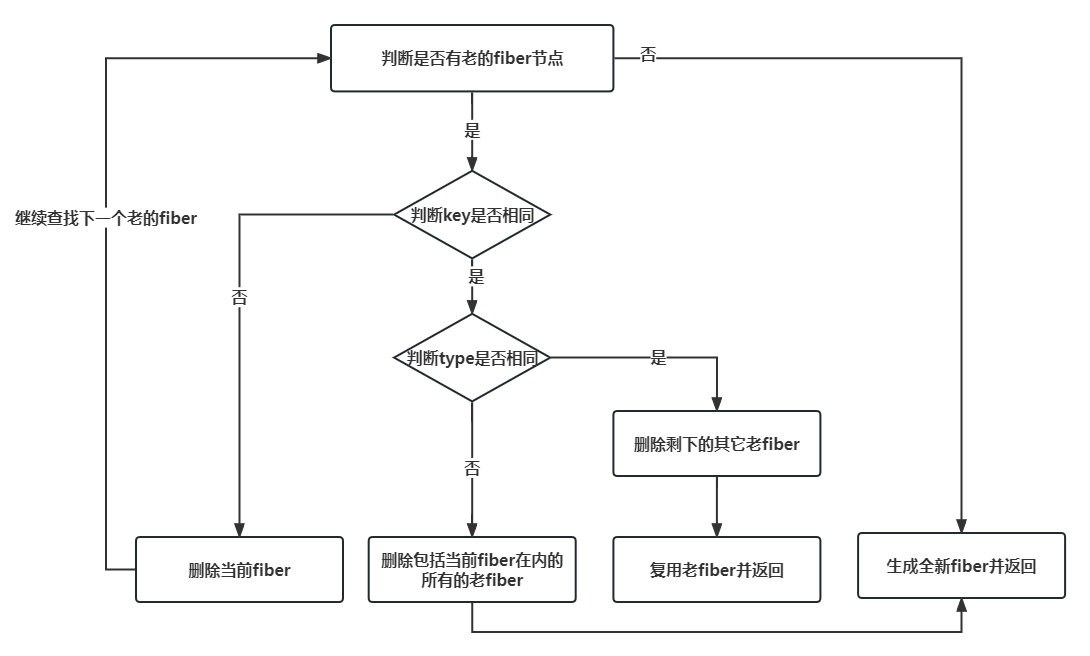 判断是否有老的fiber节点
否
是
判断key是否相同
继续查找下一个老的fiber
是
否
判断type是否相同
是
删除剩下的其它老fiber
否
删除当前fiber
删除包括当前fiber在内的
所有的老fiber
复用老fiber并返回
生成全新fiber并返回